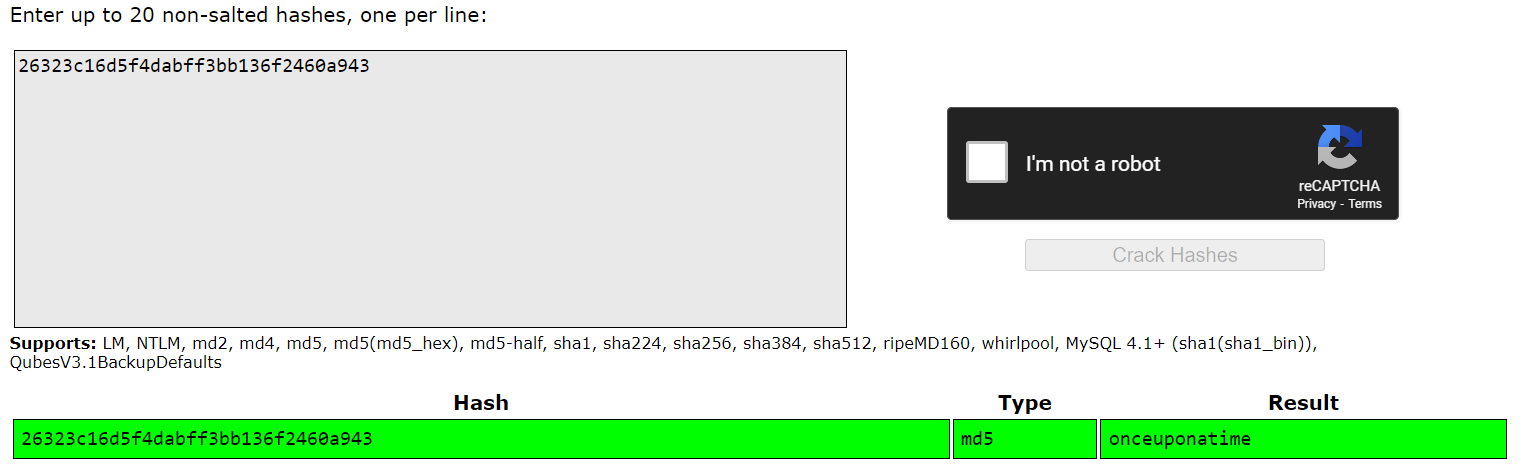 Enter up to 20 non-salted hashes, one per line:
26323c16d5f4dabff3bb136f2460a943
I'm not a robot
reCAPTCHA
Privacy - Terms
Crack Hashes
Supports: LM, NTLM, md2, md4, md5, md5(md5_hex), md5-half, sha1, sha224, sha256, sha384, sha512, ripeMD160, whirlpool, MySQL 4.1+ (sha1(sha1_bin)),
QubesV3.1BackupDefaults
Hash Type Result
26323c16d5f4dabff3bb136f2460a943 md5 onceuponatime